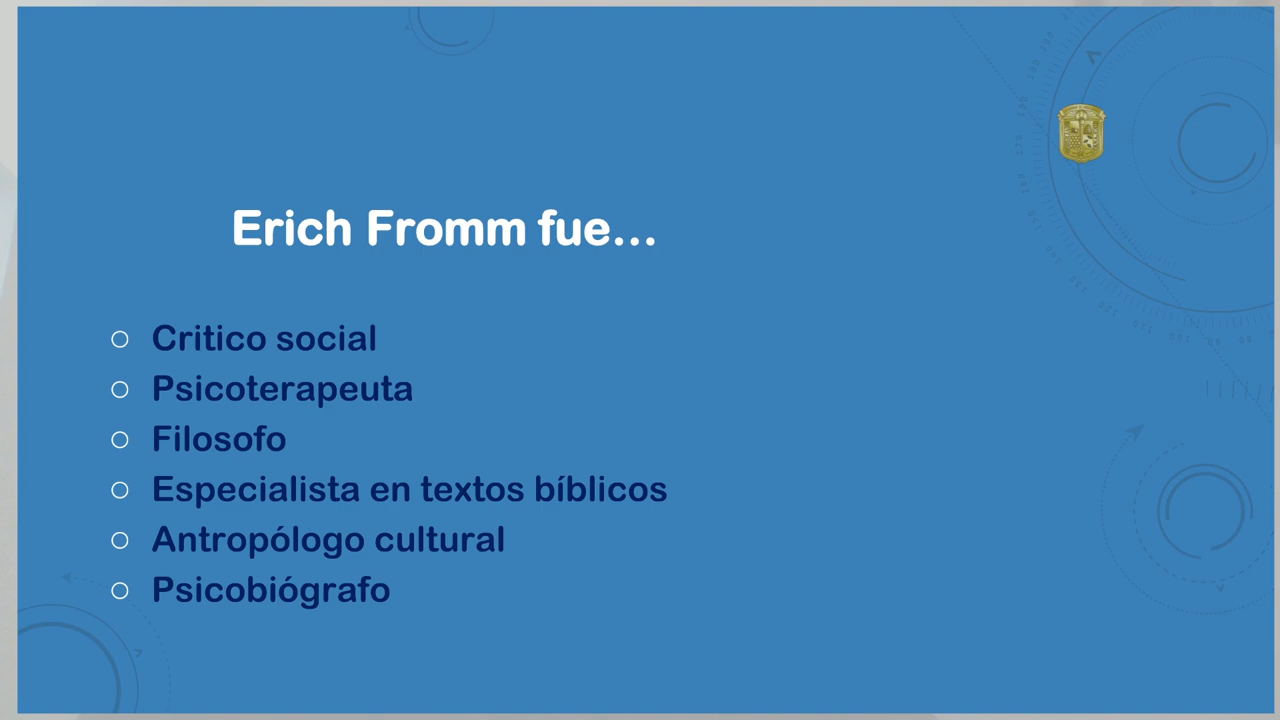 Erich Fromm fue...
Critico social
Psicoterapeuta
Filosofo
Especialista en textos bíblicos
Antropólogo cultural
Psicobiógrafo